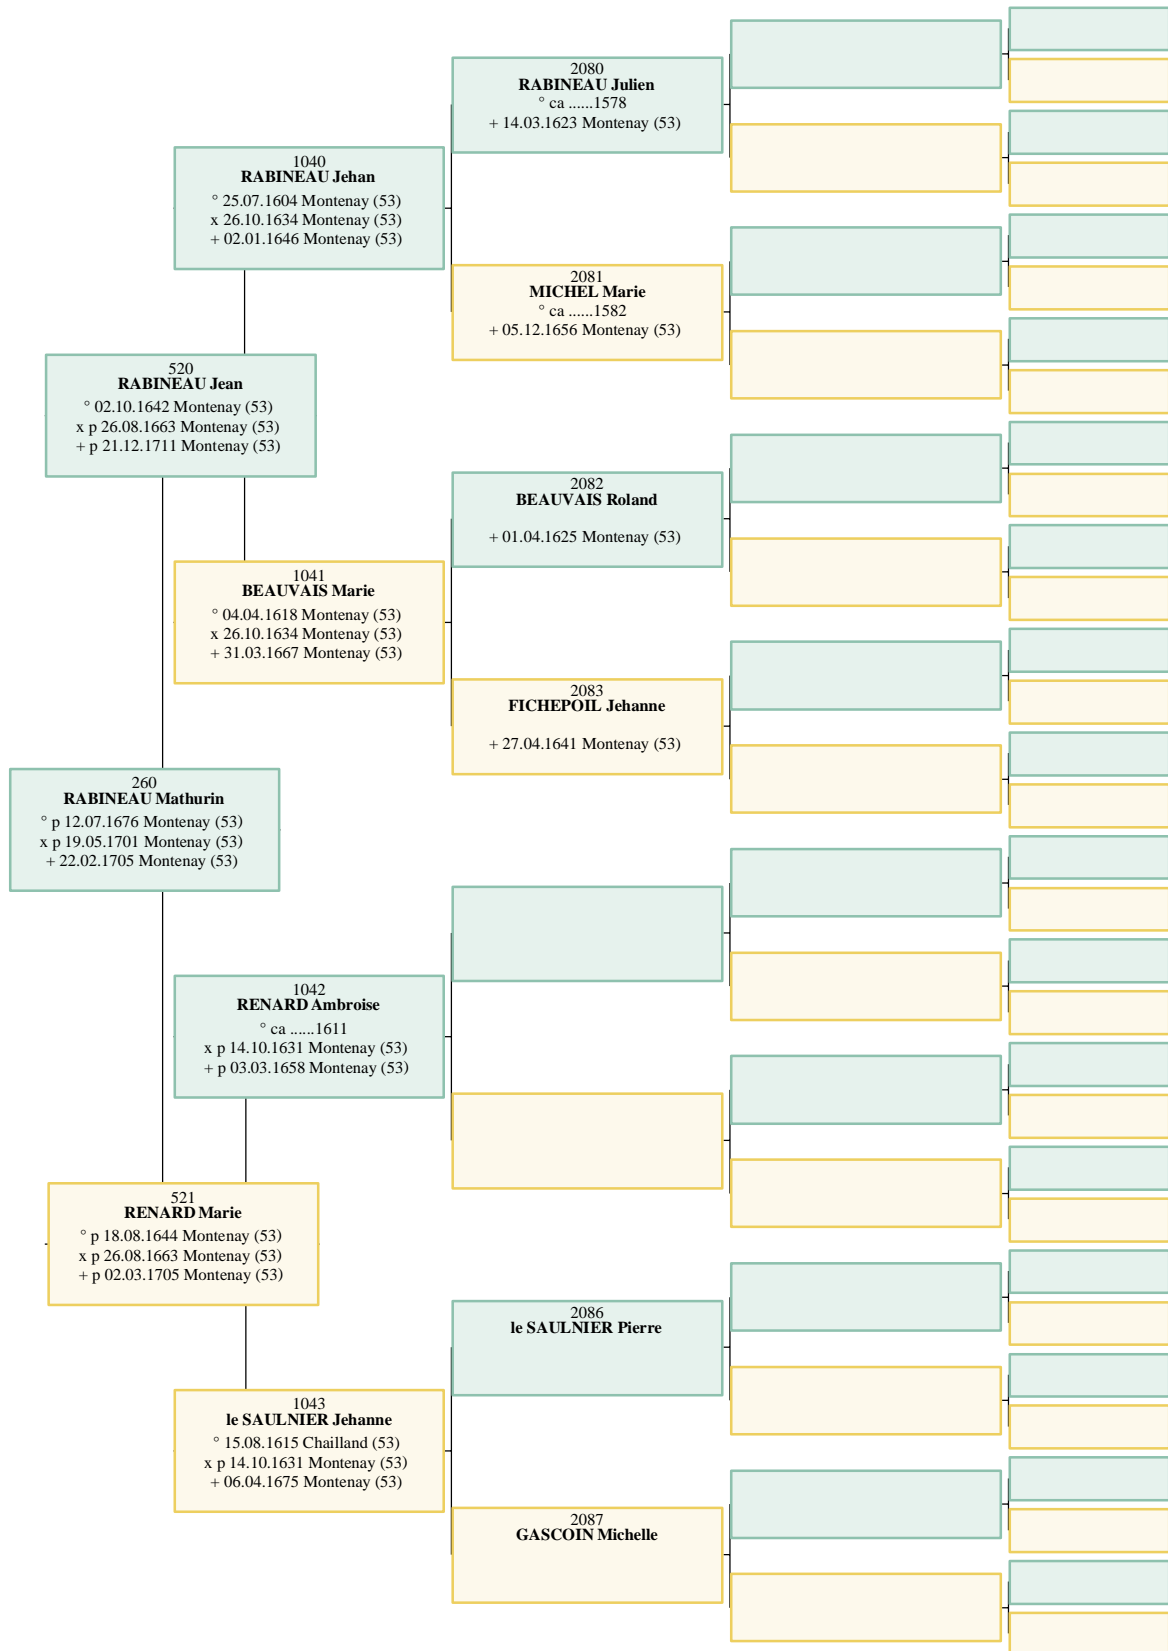 2080
RABINEAU Julien
° ca ......1578
+ 14.03.1623 Montenay (53)
1040
RABINEAU Jehan
° 25.07.1604 Montenay (53)
x 26.10.1634 Montenay (53)
+ 02.01.1646 Montenay (53)
2081
MICHEL Marie
° ca ......1582
+ 05.12.1656 Montenay (53)
520
RABINEAU Jean
° 02.10.1642 Montenay (53)
x p 26.08.1663 Montenay (53)
+ p 21.12.1711 Montenay (53)
2082
BEAUVAIS Roland
+ 01.04.1625 Montenay (53)
1041
BEAUVAIS Marie
° 04.04.1618 Montenay (53)
x 26.10.1634 Montenay (53)
+ 31.03.1667 Montenay (53)
2083
FICHEPOIL Jehanne
+ 27.04.1641 Montenay (53)
260
RABINEAU Mathurin
° p 12.07.1676 Montenay (53)
x p 19.05.1701 Montenay (53)
+ 22.02.1705 Montenay (53)
1042
RENARD Ambroise
° ca ......1611
x p 14.10.1631 Montenay (53)
+ p 03.03.1658 Montenay (53)
521
RENARD Marie
° p 18.08.1644 Montenay (53)
x p 26.08.1663 Montenay (53)
+ p 02.03.1705 Montenay (53)
2086
le SAULNIER Pierre
1043
le SAULNIER Jehanne
° 15.08.1615 Chailland (53)
x p 14.10.1631 Montenay (53)
+ 06.04.1675 Montenay (53)
2087
GASCOIN Michelle